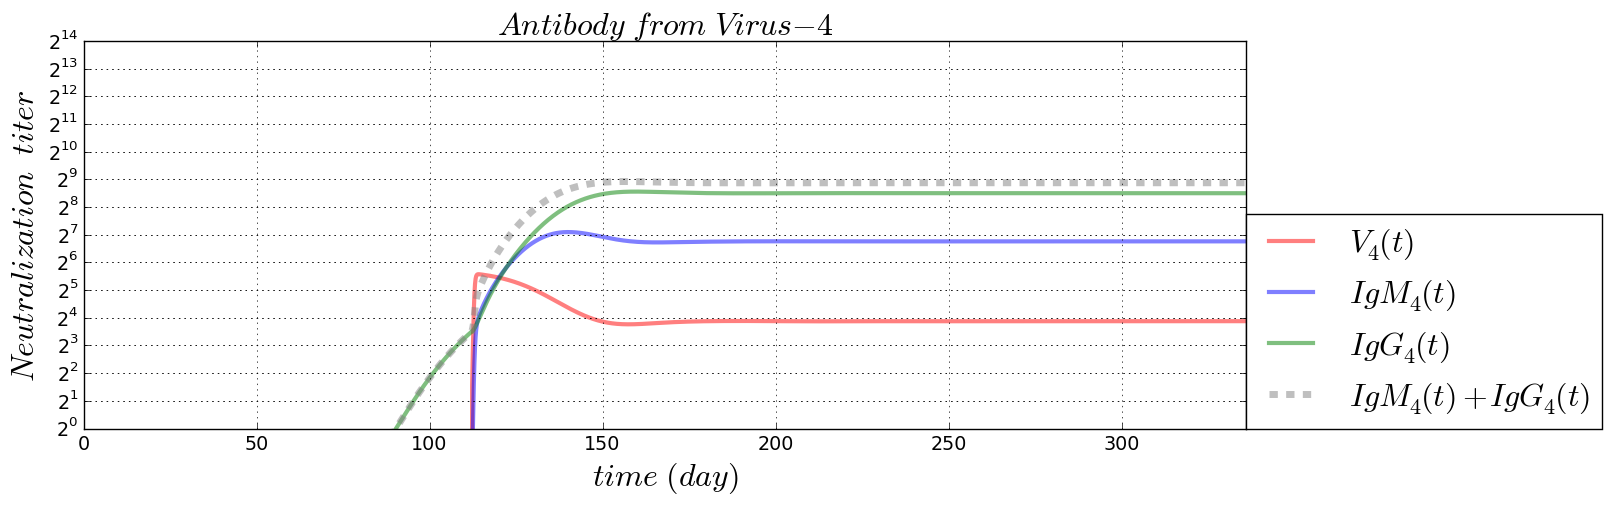 Antibody from Virus−4
Neutralization titer
2^14
2^13
2^12
2^11
2^10
2^9
2^8
2^7
2^6
2^5
2^4
2^3
2^2
2^1
2^0
0 50 100 150 200 250 300
time (day)
V_4(t)
IgM_4(t)
IgG_4(t)
IgM_4(t) + IgG_4(t)